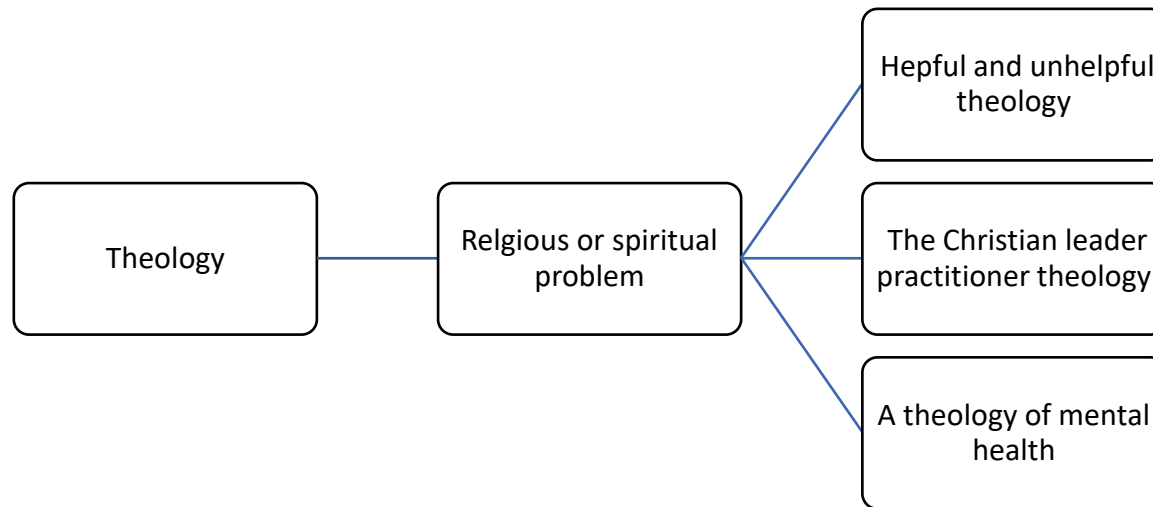 Theology
Relgious or spiritual
problem
Hepful and unhelpful
theology
The Christian leader
practitioner theology
A theology of mental
health